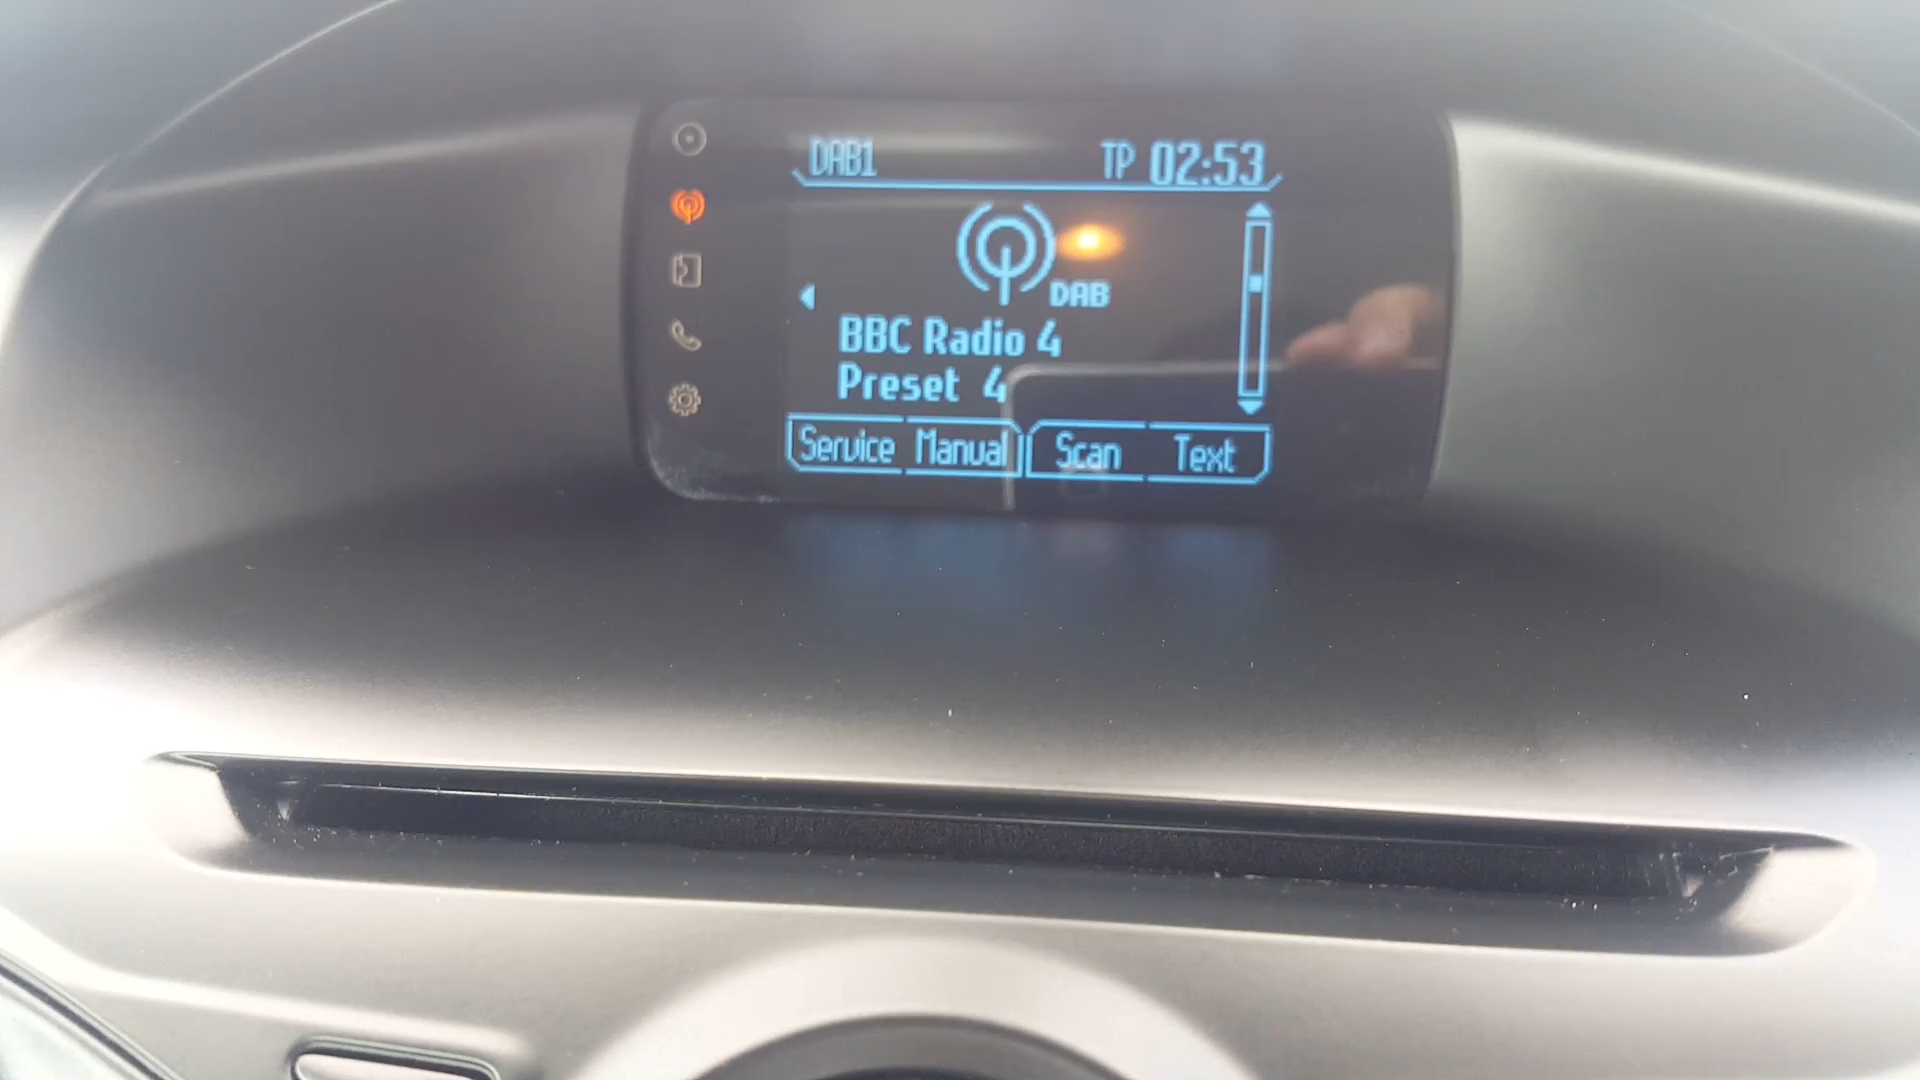 DAB1 TP 02:53
DAB
BBC Radio 4
Preset 4
Service Manual Scan Text